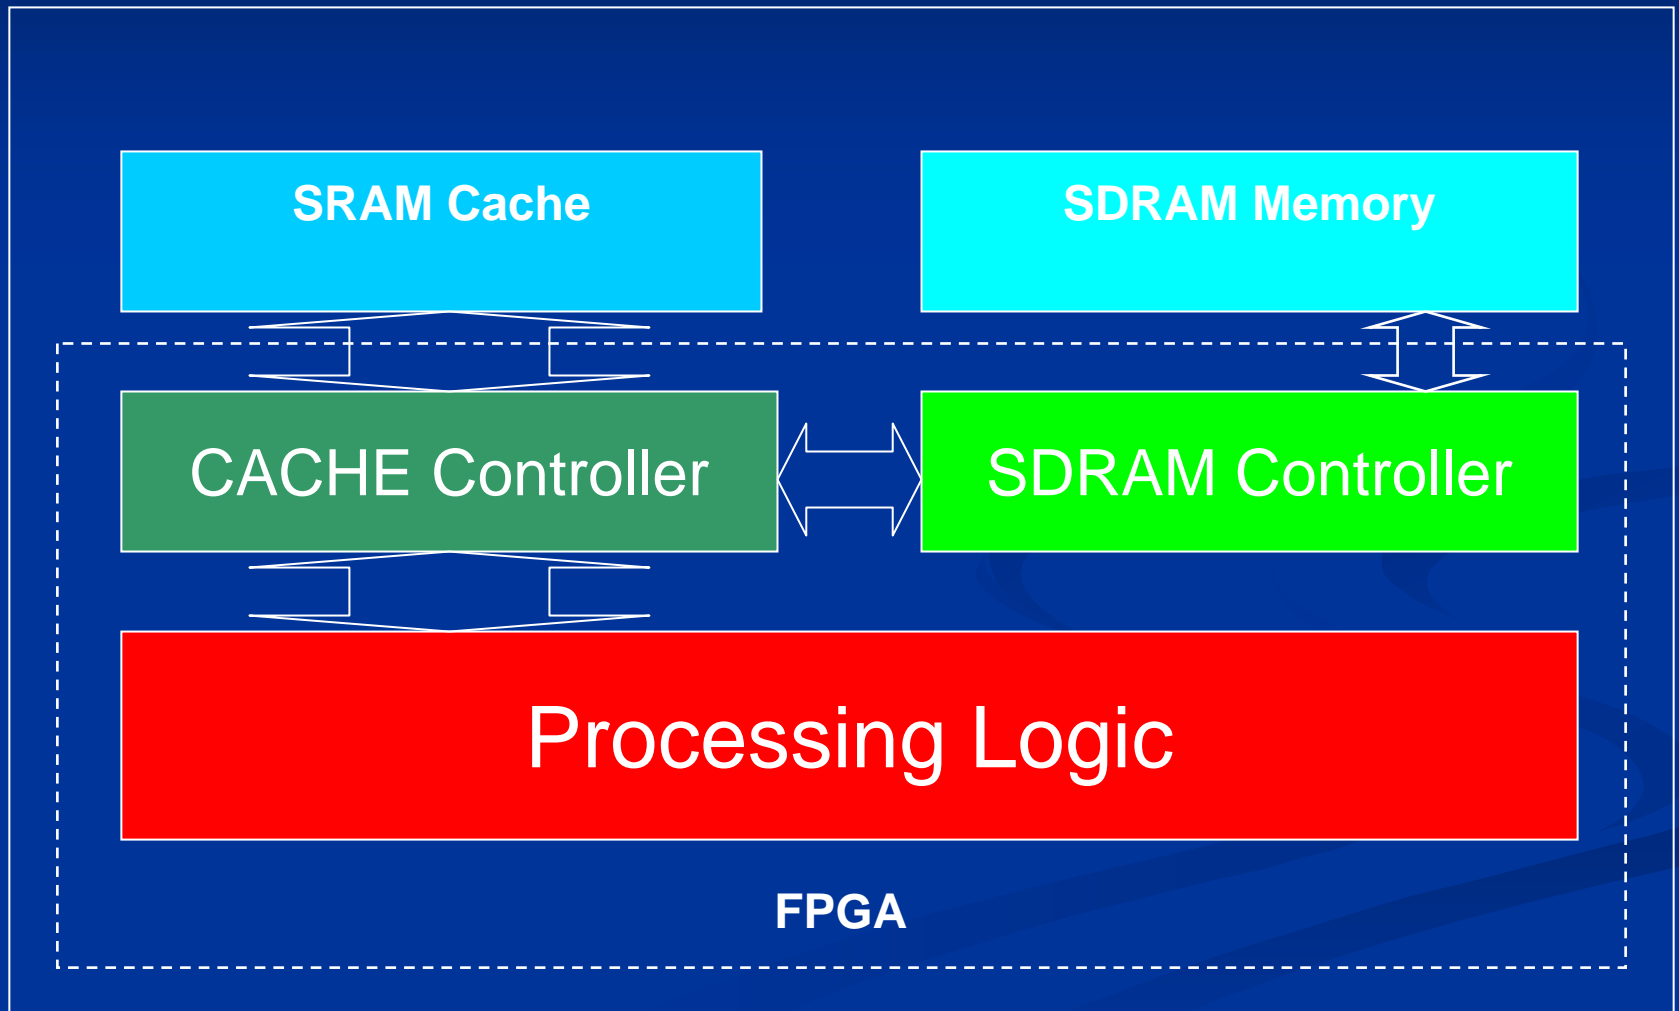 SRAM Cache
SDRAM Memory
CACHE Controller
SDRAM Controller
Processing Logic
FPGA